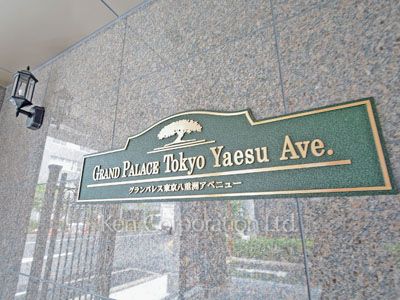 GRAND PALACE Tokyo Yaesu Ave.
グランパレス東京八重洲アベニュー
Ken Corporation Ltd.